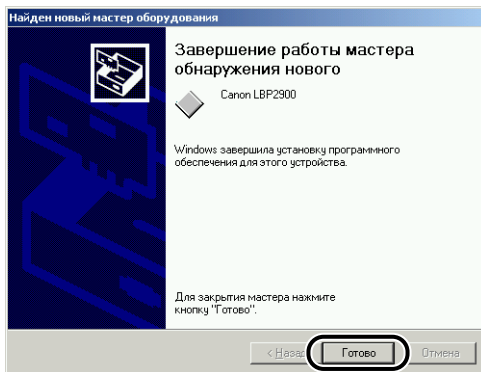 Найден новый мастер оборудования
Завершение работы мастера
обнаружения нового
Canon LBP2900
Windows завершила установку программного
обеспечения для этого устройства.
Для закрытия мастера нажмите
кнопку "Готово".
Готово
Отмена